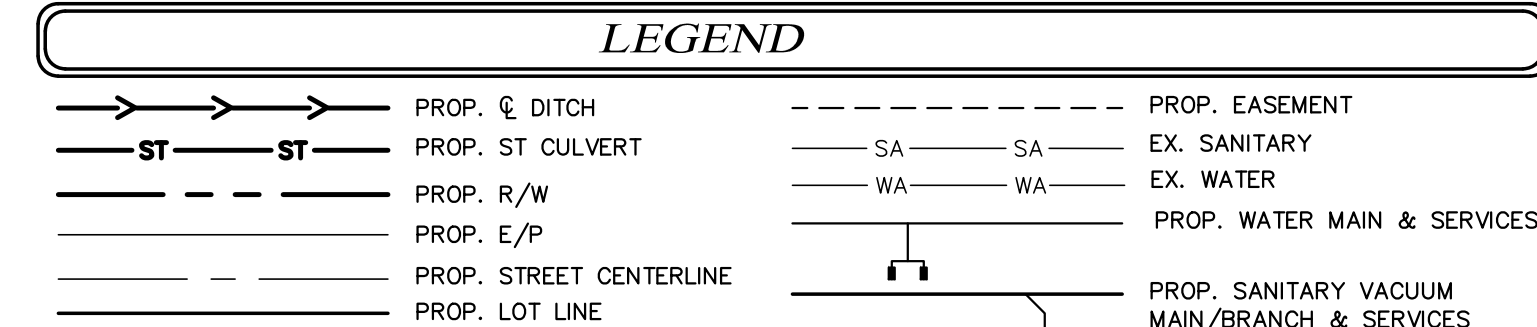 LEGEND
PROP. ℄ DITCH
ST ST PROP. ST CULVERT
PROP. R/W
PROP. E/P
PROP. STREET CENTERLINE
PROP. LOT LINE
PROP. EASEMENT
SA SA EX. SANITARY
WA WA EX. WATER
PROP. WATER MAIN & SERVICES
PROP. SANITARY VACUUM
MAIN/BRANCH & SERVICES